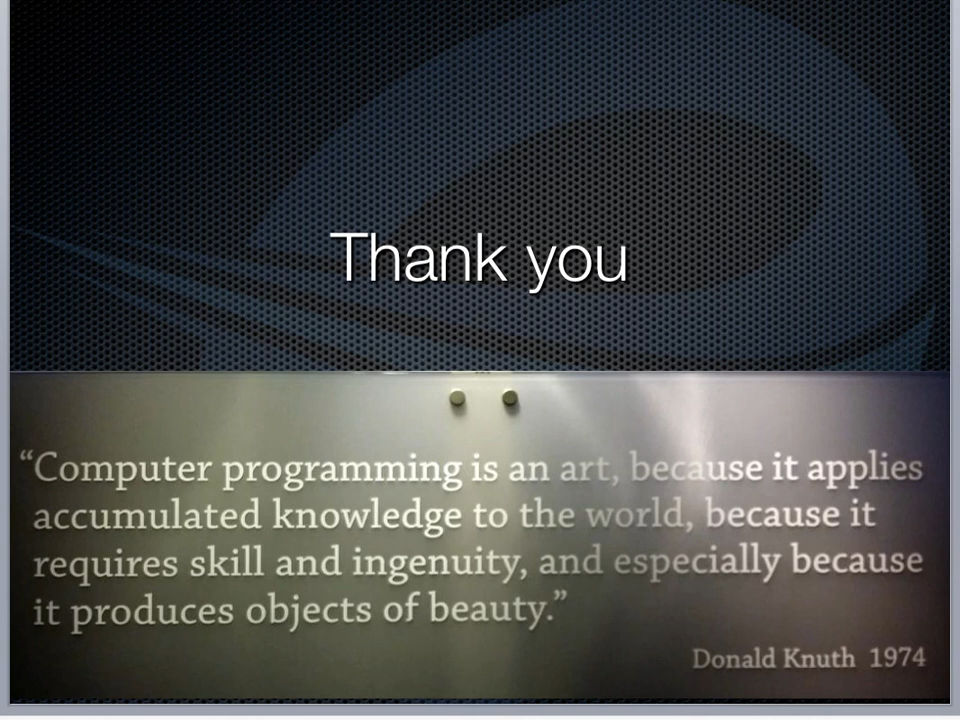 Thank you
“Computer programming is an art, because it applies
accumulated knowledge to the world, because it
requires skill and ingenuity, and especially because
it produces objects of beauty.”
Donald Knuth 1974